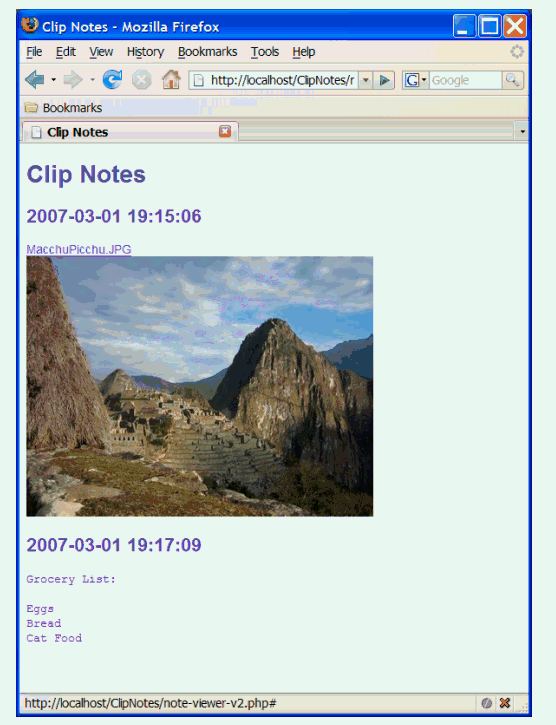 Clip Notes - Mozilla Firefox
File Edit View History Bookmarks Tools Help
http://localhost/ClipNotes/r G Google
Bookmarks
Clip Notes
Clip Notes
2007-03-01 19:15:06
MacchuPicchu.JPG
2007-03-01 19:17:09
Grocery List:
Eggs
Bread
Cat Food
http://localhost/ClipNotes/note-viewer-v2.php#